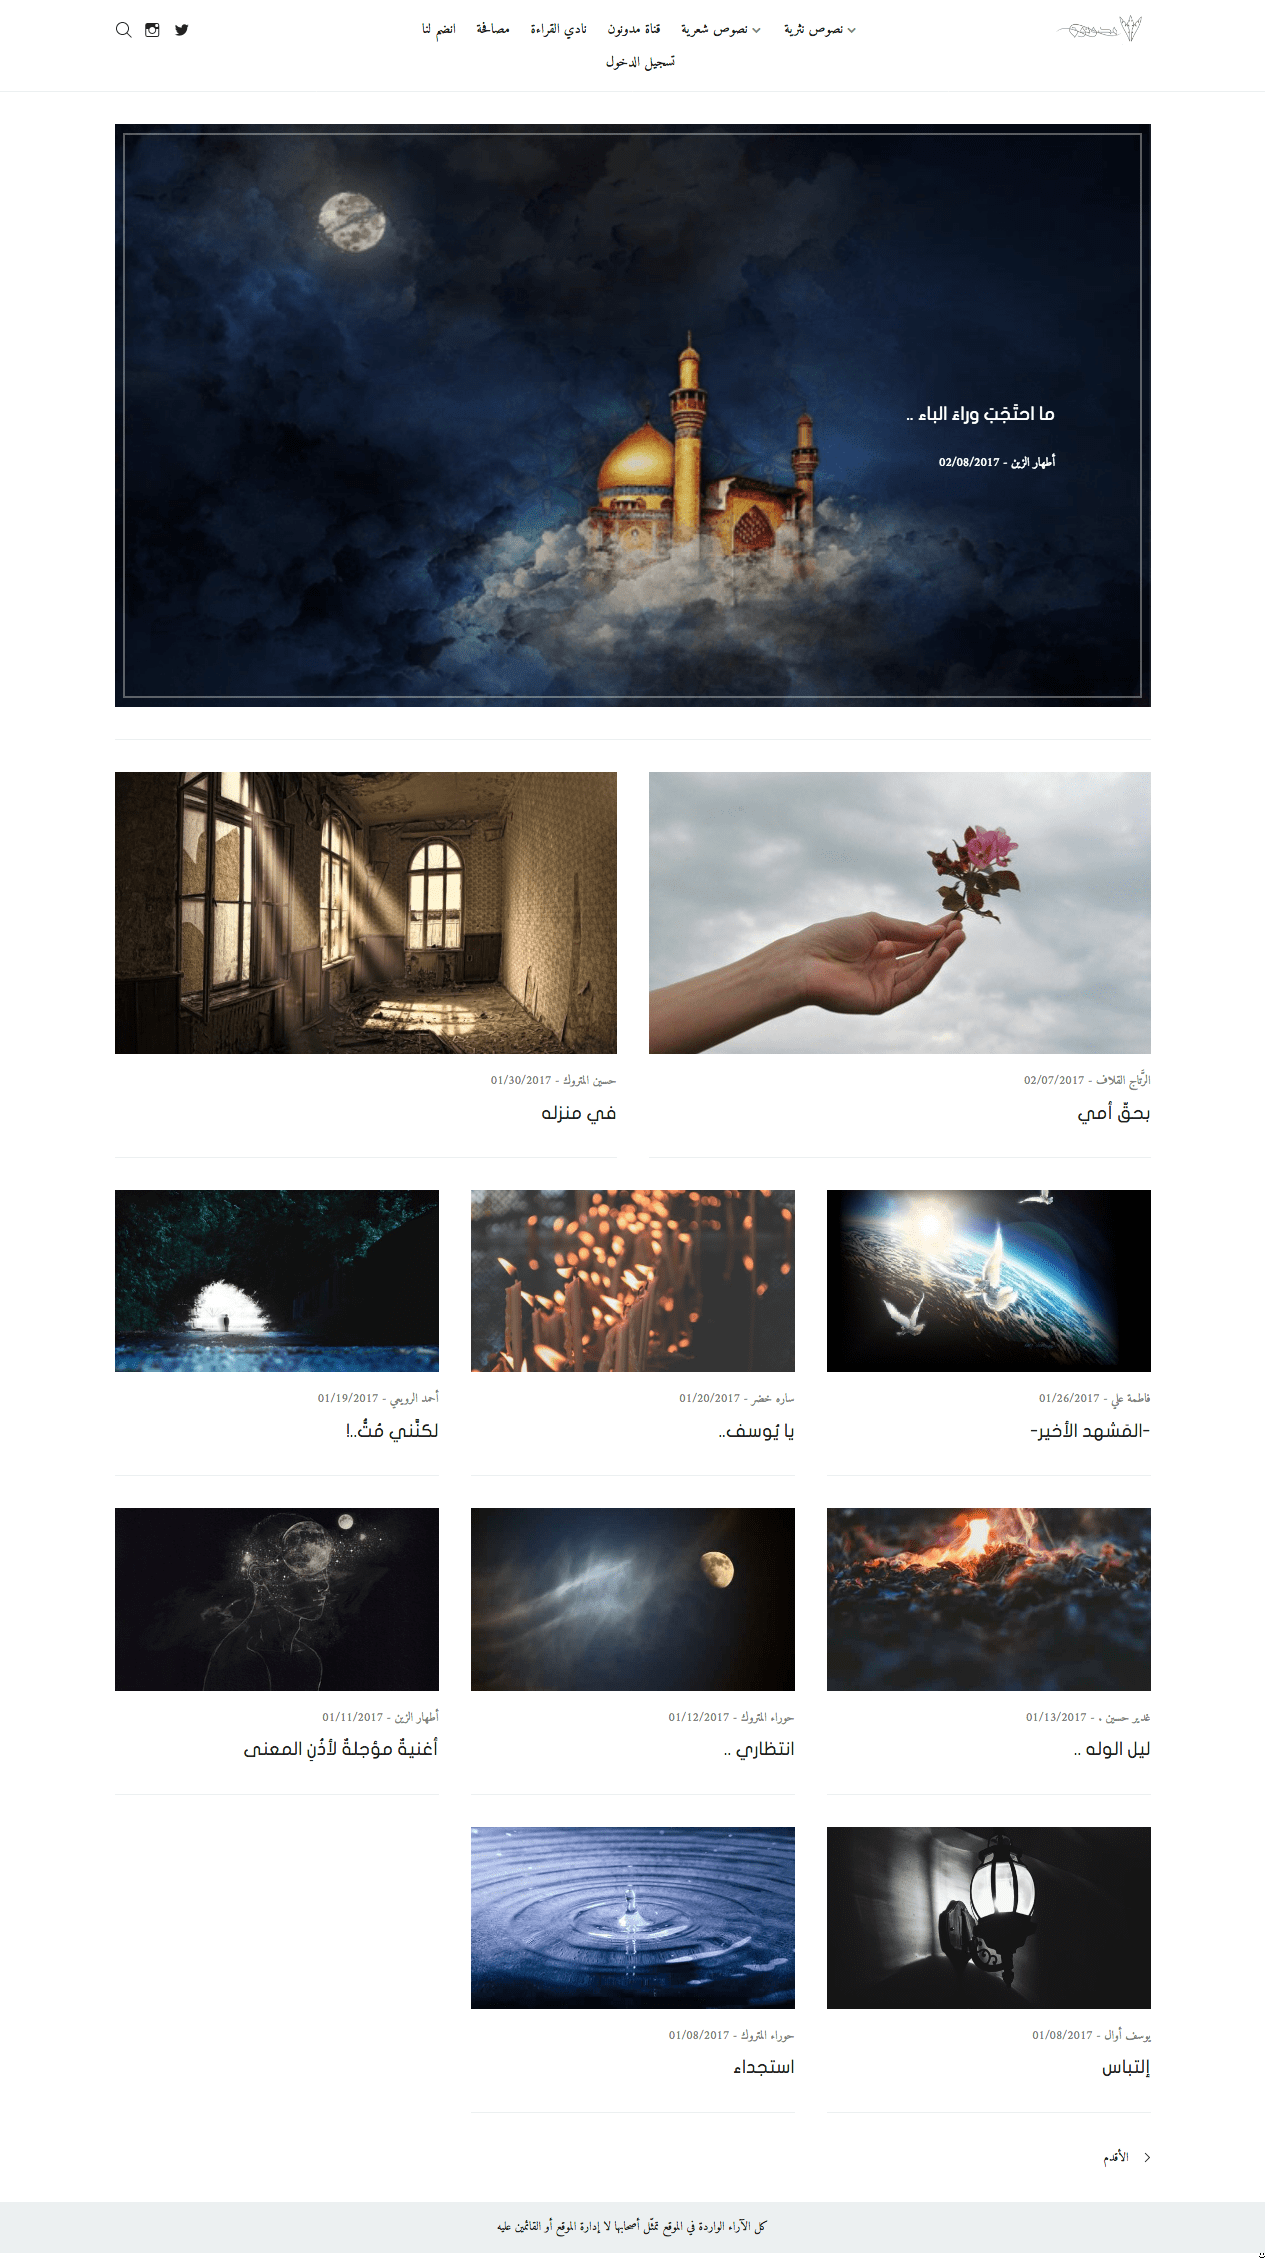 نصوص نثرية نصوص شعرية قناة مدونون نادي القراءة مصافحة انضم لنا
تسجيل الدخول
ما احتَجَبَ وراءَ الباء ..
أطهار الزين - 02/08/2017
الرَّتاج القلاف - 02/07/2017
بحقّ أمي
حسين المتروك - 01/30/2017
في منزله
فاطمة علي - 01/26/2017
-المَشهد الأخير-
ساره خضر - 01/20/2017
يا يُوسف..
أحمد الرويعي - 01/19/2017
لكنَّني مُتُّ..!
غدير حسين . - 01/13/2017
ليل الوله ..
حوراء المتروك - 01/12/2017
انتظاري ..
أطهار الزين - 01/11/2017
أغنيةٌ مؤجلةٌ لأذُنِ المعنى
يوسف أوال - 01/08/2017
إلتباس
حوراء المتروك - 01/08/2017
استجداء
الأقدم
كل الآراء الواردة في الموقع تمثّل أصحابها لا إدارة الموقع أو القائمين عليه